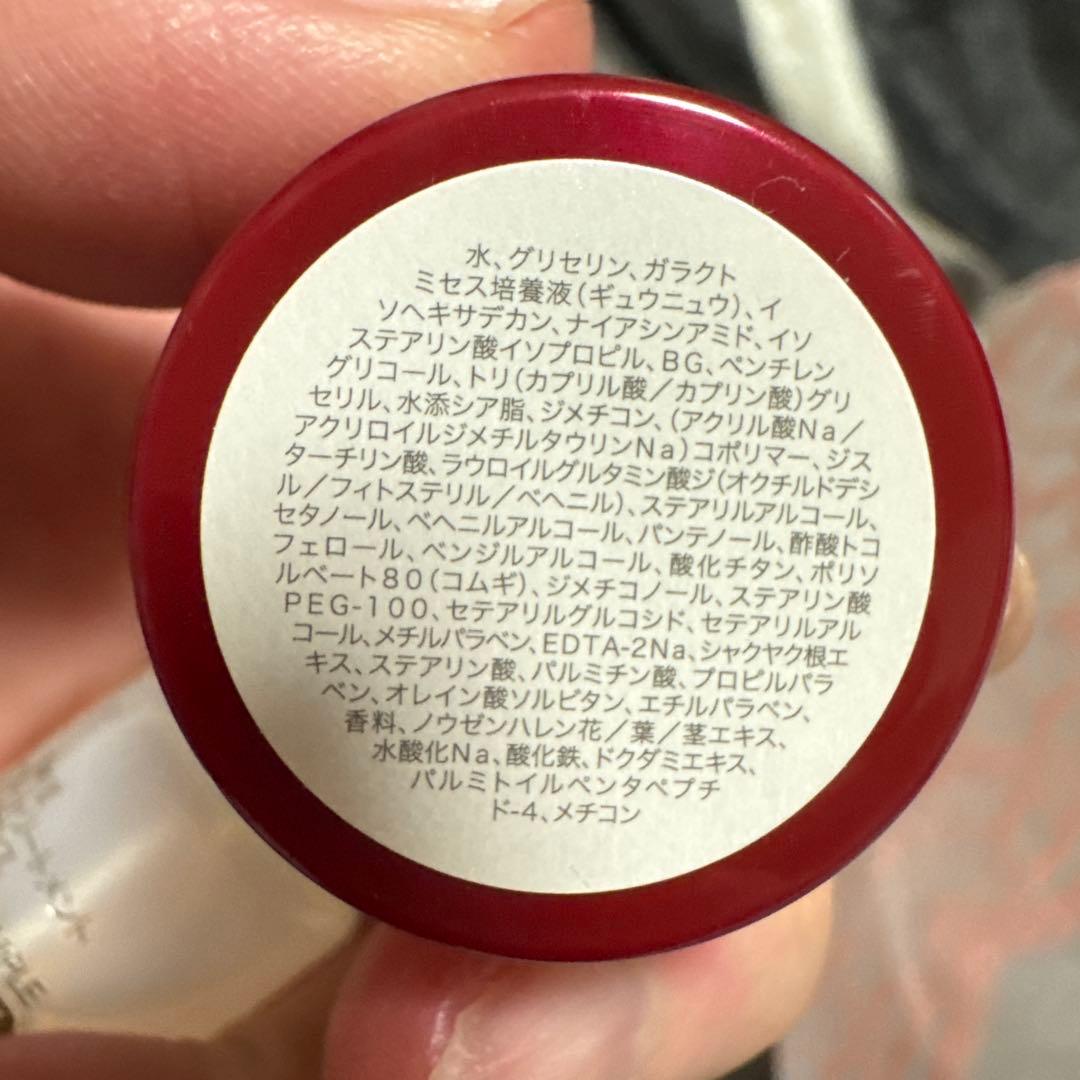 水、グリセリン、ガラクト
ミセス培養液(ギュウニュウ)、イ
ソヘキサデカン、ナイアシンアミド、イソ
ステアリン酸イソプロピル、BG、ペンチレン
グリコール、トリ(カプリル酸/カプリン酸)グリ
セリル、水添シア脂、ジメチコン、(アクリル酸Na/
アクリロイルジメチルタウリンNa)コポリマー、ジス
ターチリン酸、ラウロイルグルタミン酸ジ(オクチルドデシ
ル/フィトステリル/ベヘニル)、ステアリルアルコール、
セタノール、ベヘニルアルコール、パンテノール、酢酸トコ
フェロール、ベンジルアルコール、酸化チタン、ポリソ
ルベート80(コムギ)、ジメチコノール、ステアリン酸
PEG-100、セテアリルグルコシド、セテアリルアル
コール、メチルパラベン、EDTA-2Na、シャクヤク根エ
キス、ステアリン酸、パルミチン酸、プロピルパラ
ベン、オレイン酸ソルビタン、エチルパラベン、
香料、ノウゼンハレン花/葉/茎エキス、
水酸化Na、酸化鉄、ドクダミエキス、
パルミトイルペンタペプチ
ド-4、メチコン